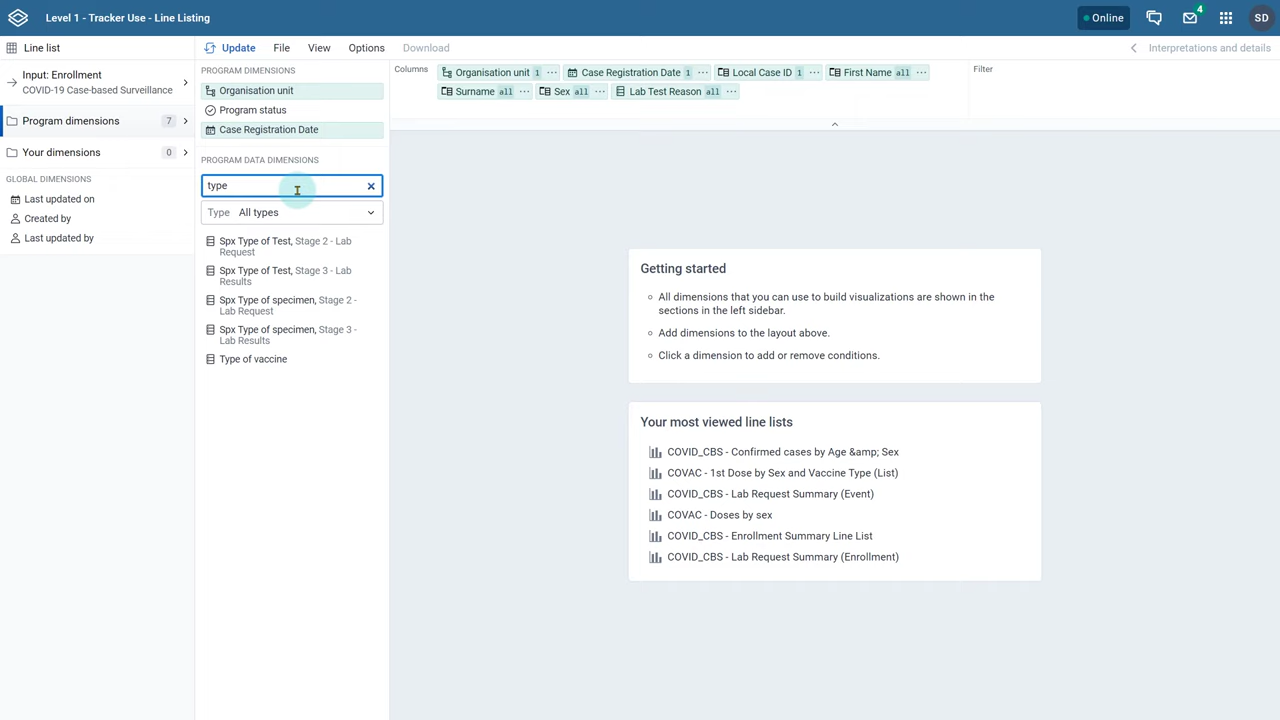 Level 1 - Tracker Use - Line Listing
Online
4
SD
Line list
Update
File
View
Options
Download
Interpretations and details
Input: Enrollment
COVID-19 Case-based Surveillance
Program dimensions 7
Your dimensions 0
GLOBAL DIMENSIONS
Last updated on
Created by
Last updated by
PROGRAM DIMENSIONS
Organisation unit
Program status
Case Registration Date
PROGRAM DATA DIMENSIONS
type
Type All types
Spx Type of Test, Stage 2 - Lab
Request
Spx Type of Test, Stage 3 - Lab
Results
Spx Type of specimen, Stage 2 -
Lab Request
Spx Type of specimen, Stage 3 -
Lab Results
Type of vaccine
Columns
Organisation unit 1
Case Registration Date 1
Local Case ID 1
First Name all
Surname all
Sex all
Lab Test Reason all
Filter
Getting started
All dimensions that you can use to build visualizations are shown in the
sections in the left sidebar.
Add dimensions to the layout above.
Click a dimension to add or remove conditions.
Your most viewed line lists
COVID_CBS - Confirmed cases by Age &amp; Sex
COVAC - 1st Dose by Sex and Vaccine Type (List)
COVID_CBS - Lab Request Summary (Event)
COVAC - Doses by sex
COVID_CBS - Enrollment Summary Line List
COVID_CBS - Lab Request Summary (Enrollment)